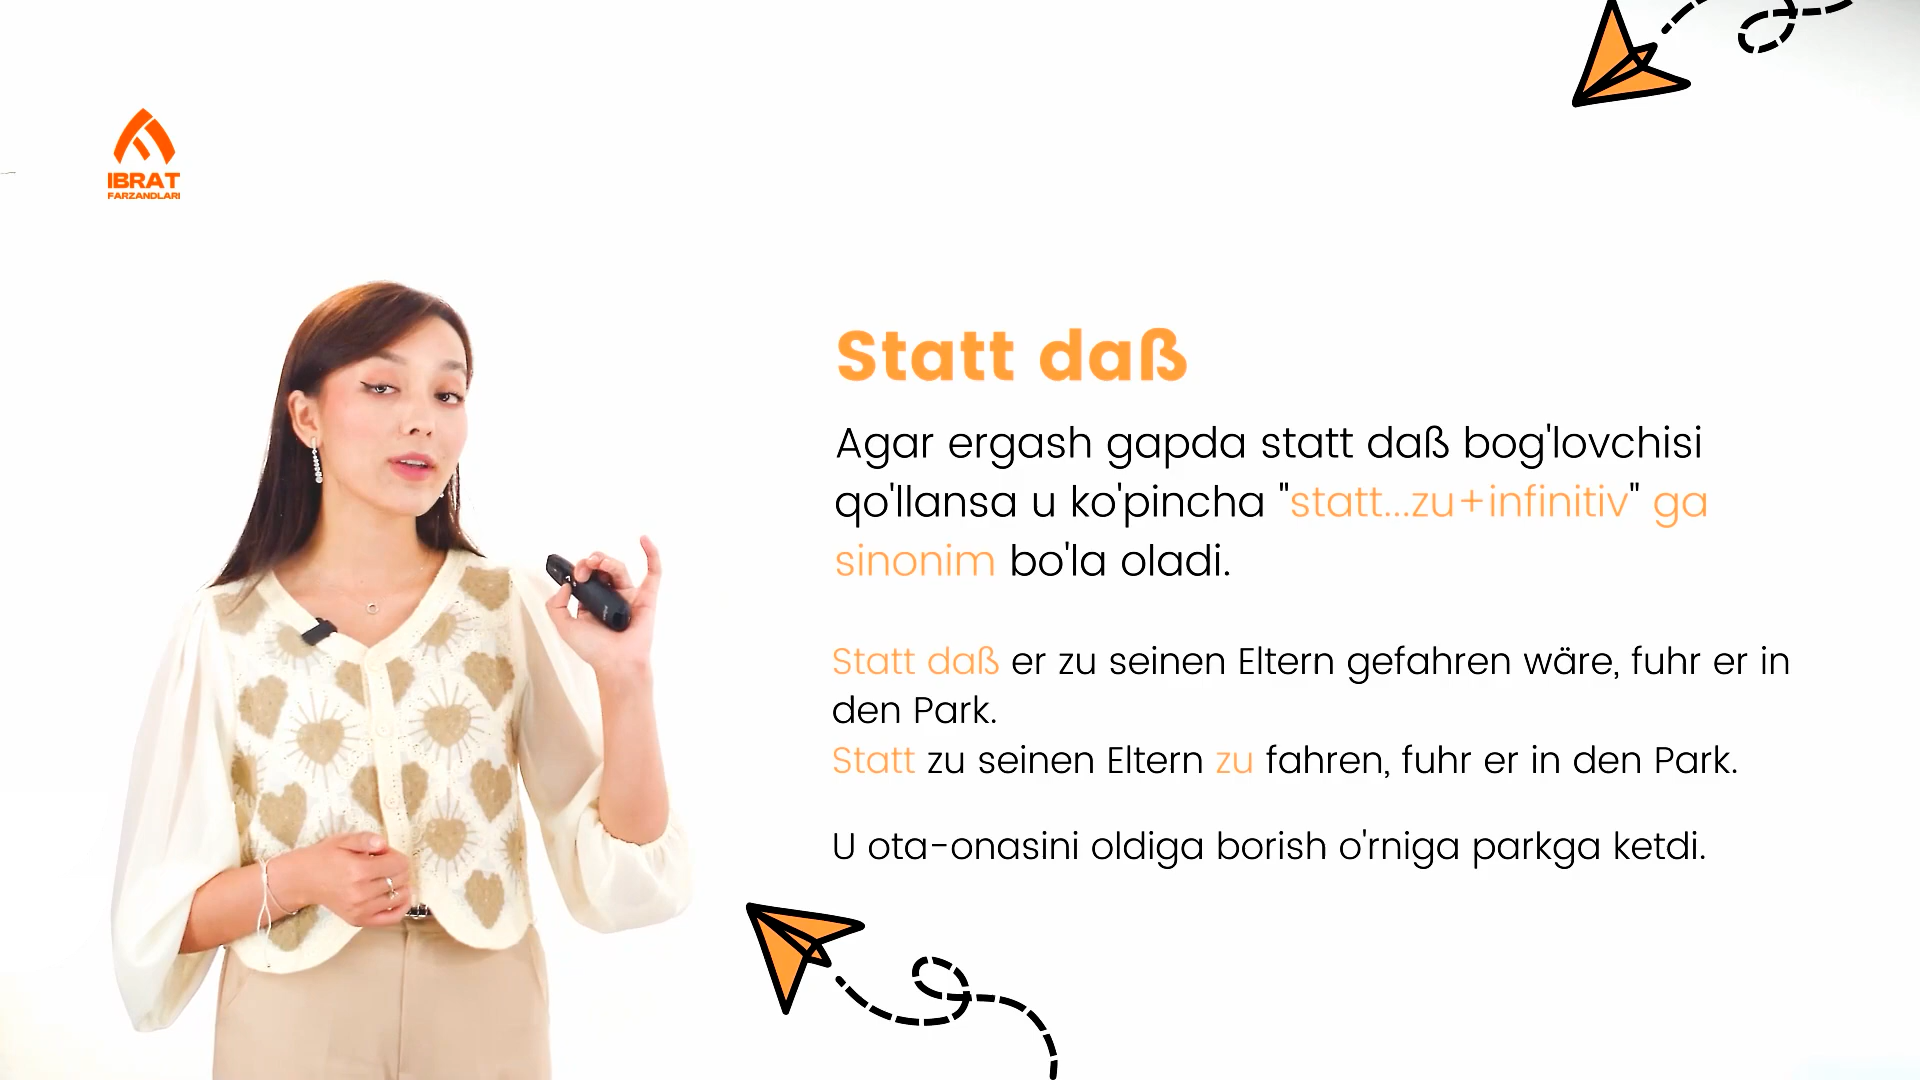 IBRAT
FARZANDLARI
Statt daß
Agar ergash gapda statt daß bog'lovchisi
qo'llansa u ko'pincha "statt...zu+infinitiv" ga
sinonim bo'la oladi.
Statt daß er zu seinen Eltern gefahren wäre, fuhr er in
den Park.
Statt zu seinen Eltern zu fahren, fuhr er in den Park.
U ota-onasini oldiga borish o'rniga parkga ketdi.